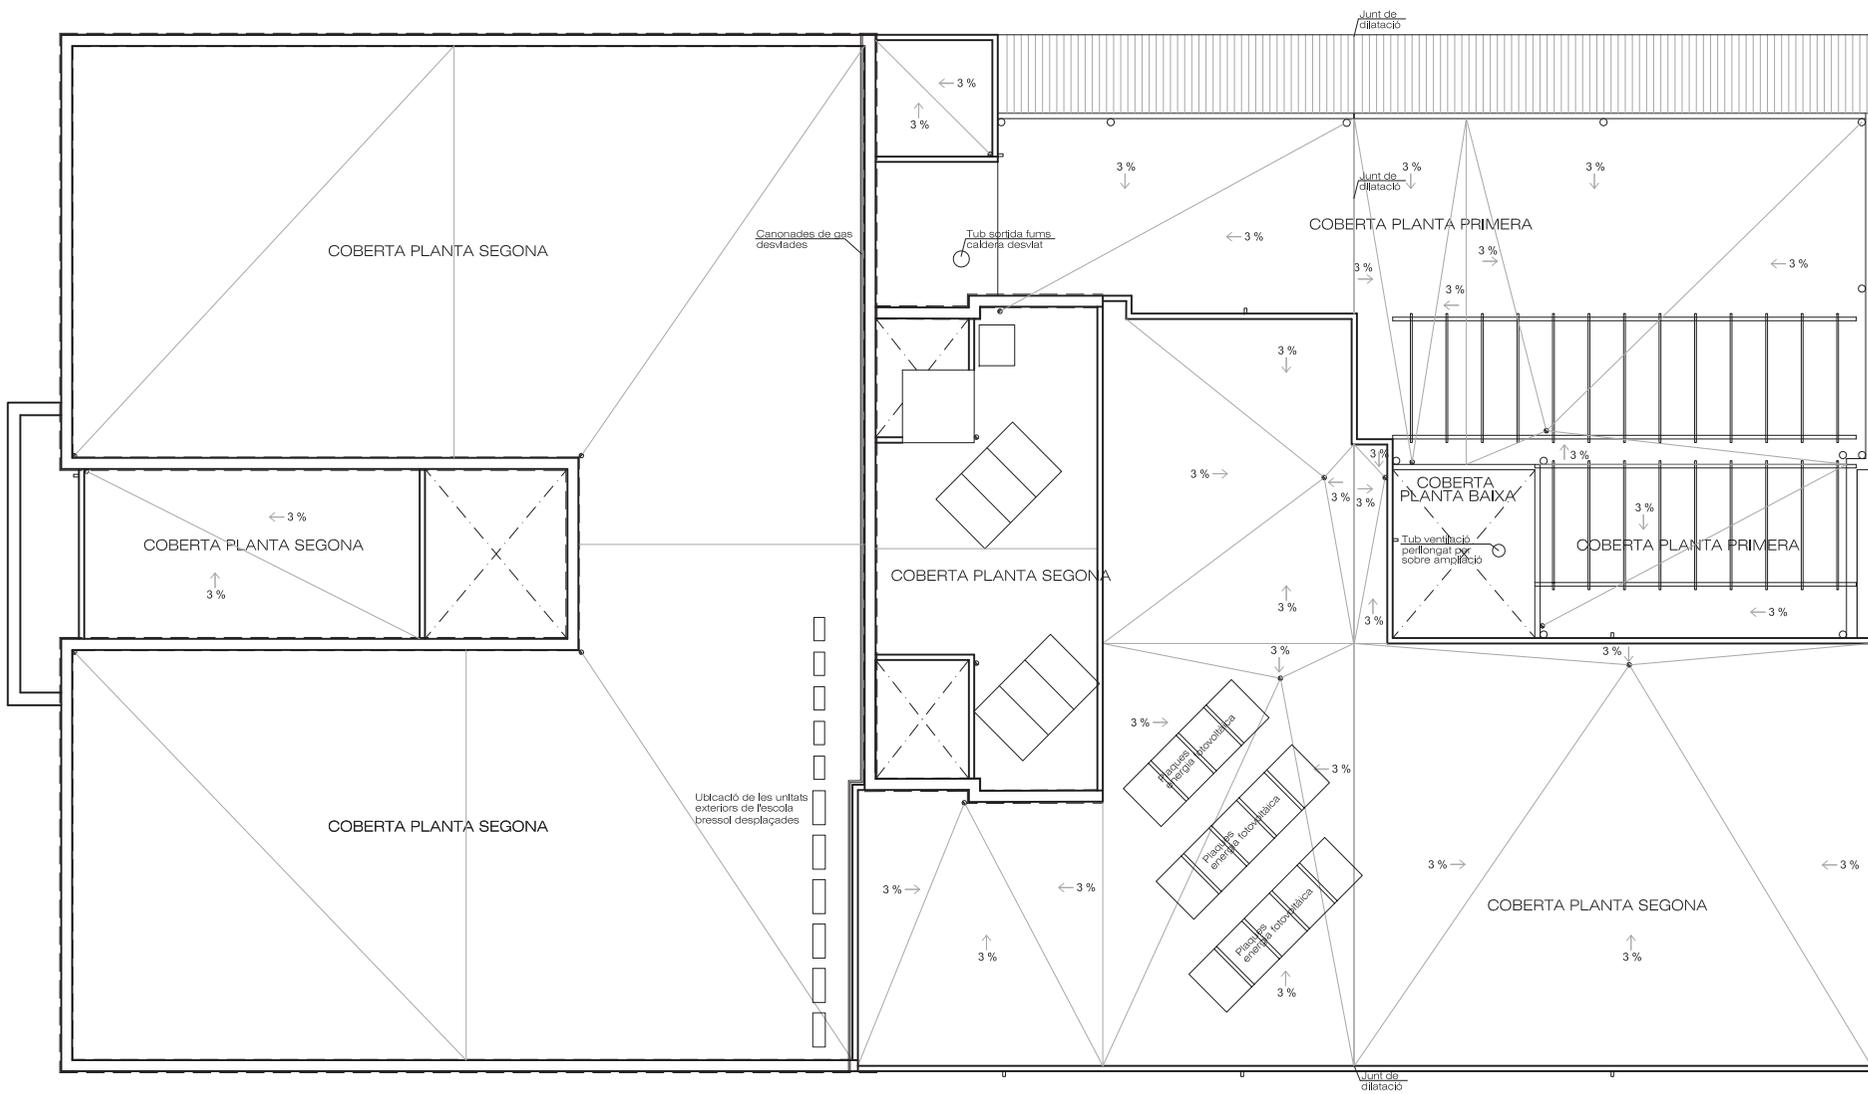 Junt de
dilatació
3 %
3 %
3 %
3 %
3 %
Junt de
dilatació
COBERTA PLANTA PRIMERA
Canonades de gas
desviades
Tub sortida fums
caldera desviat
3 %
COBERTA PLANTA SEGONA
3 %
3 %
3 %
3 %
3 %
3 %
3 %
3 %
3 %
COBERTA
PLANTA BAIXA
3 %
3 %
3 %
3 %
COBERTA PLANTA SEGONA
Tub ventilació
perllongat per
sobre ampliació
COBERTA PLANTA PRIMERA
COBERTA PLANTA SEGONA
3 %
3 %
3 %
3 %
3 %
3 %
3 %
Plaques
energia fotovoltàica
3 %
Ubicació de les unitats
exteriors de l'escola
bressol desplaçades
Plaques
energia fotovoltàica
COBERTA PLANTA SEGONA
3 %
3 %
3 %
3 %
Plaques
energia fotovoltàica
COBERTA PLANTA SEGONA
3 %
3 %
3 %
Junt de
dilatació